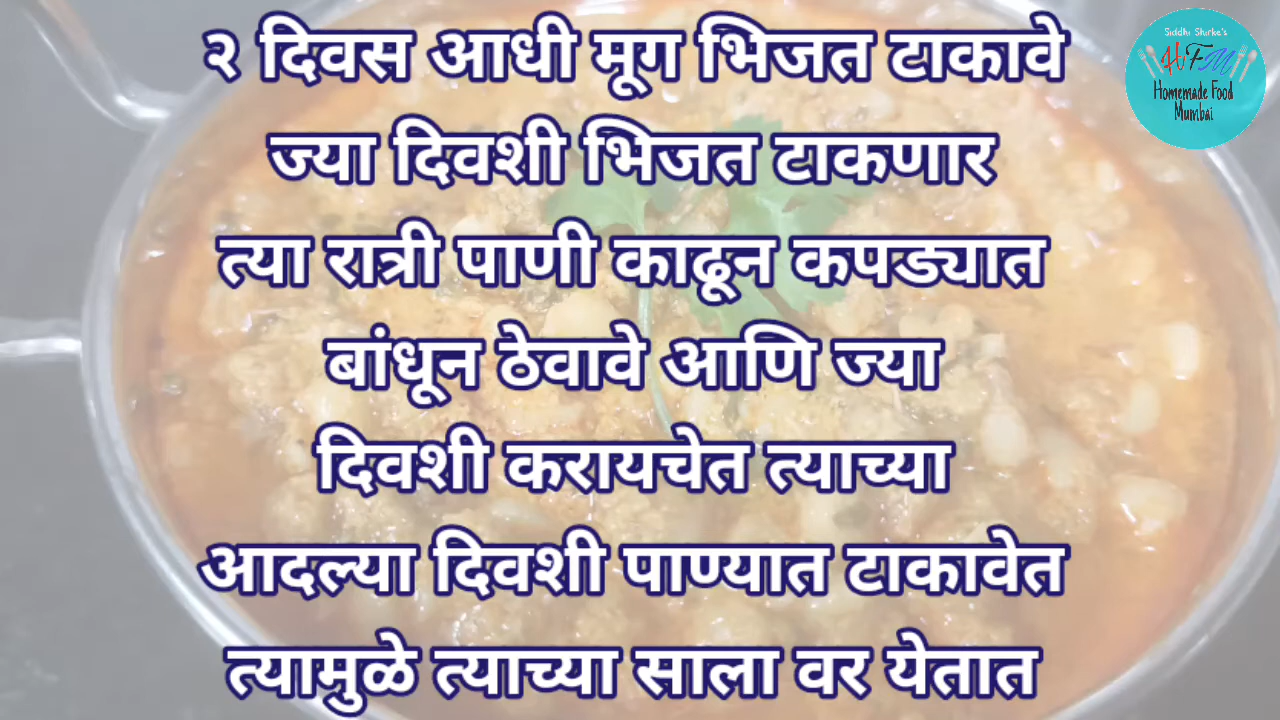 २ दिवस आधी मूग भिजत टाकावे
ज्या दिवशी भिजत टाकणार
त्या रात्री पाणी काढून कपड्यात
बांधून ठेवावे आणि ज्या
दिवशी करायचेत त्याच्या
आदल्या दिवशी पाण्यात टाकावेत
त्यामुळे त्याच्या साला वर येतात
Siddhi Shirke's
HFM
Homemade Food
Mumbai